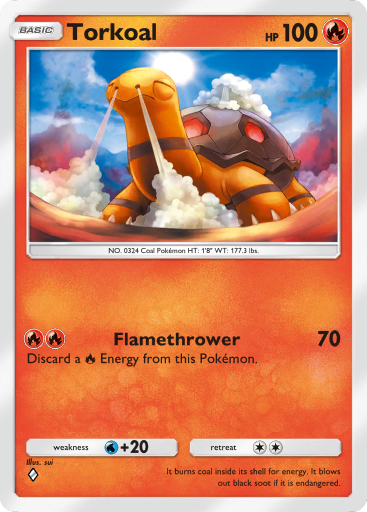 BASIC
Torkoal
HP 100
NO. 0324 Coal Pokémon HT: 1'8" WT: 177.3 lbs.
Flamethrower 70
Discard a Energy from this Pokémon.
weakness +20 retreat
Illus. sui
It burns coal inside its shell for energy. It blows
out black soot if it is endangered.